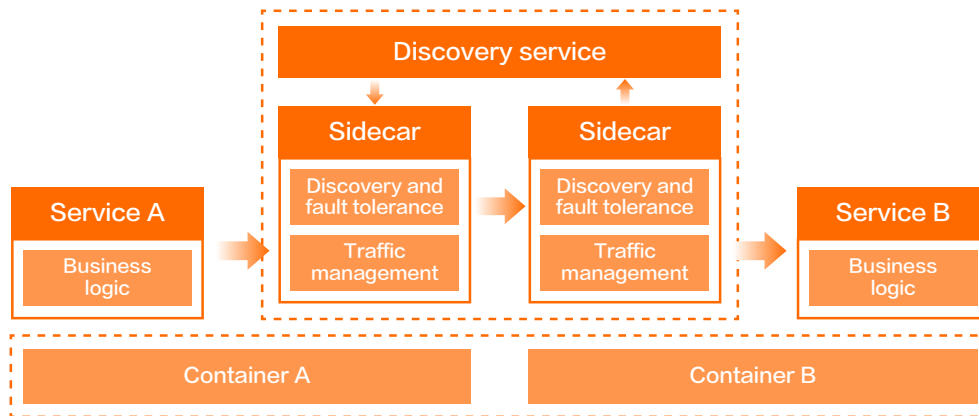 Discovery service
Sidecar
Discovery and
fault tolerance
Traffic
management
Sidecar
Discovery and
fault tolerance
Traffic
management
Service A
Business
logic
Service B
Business
logic
Container A
Container B